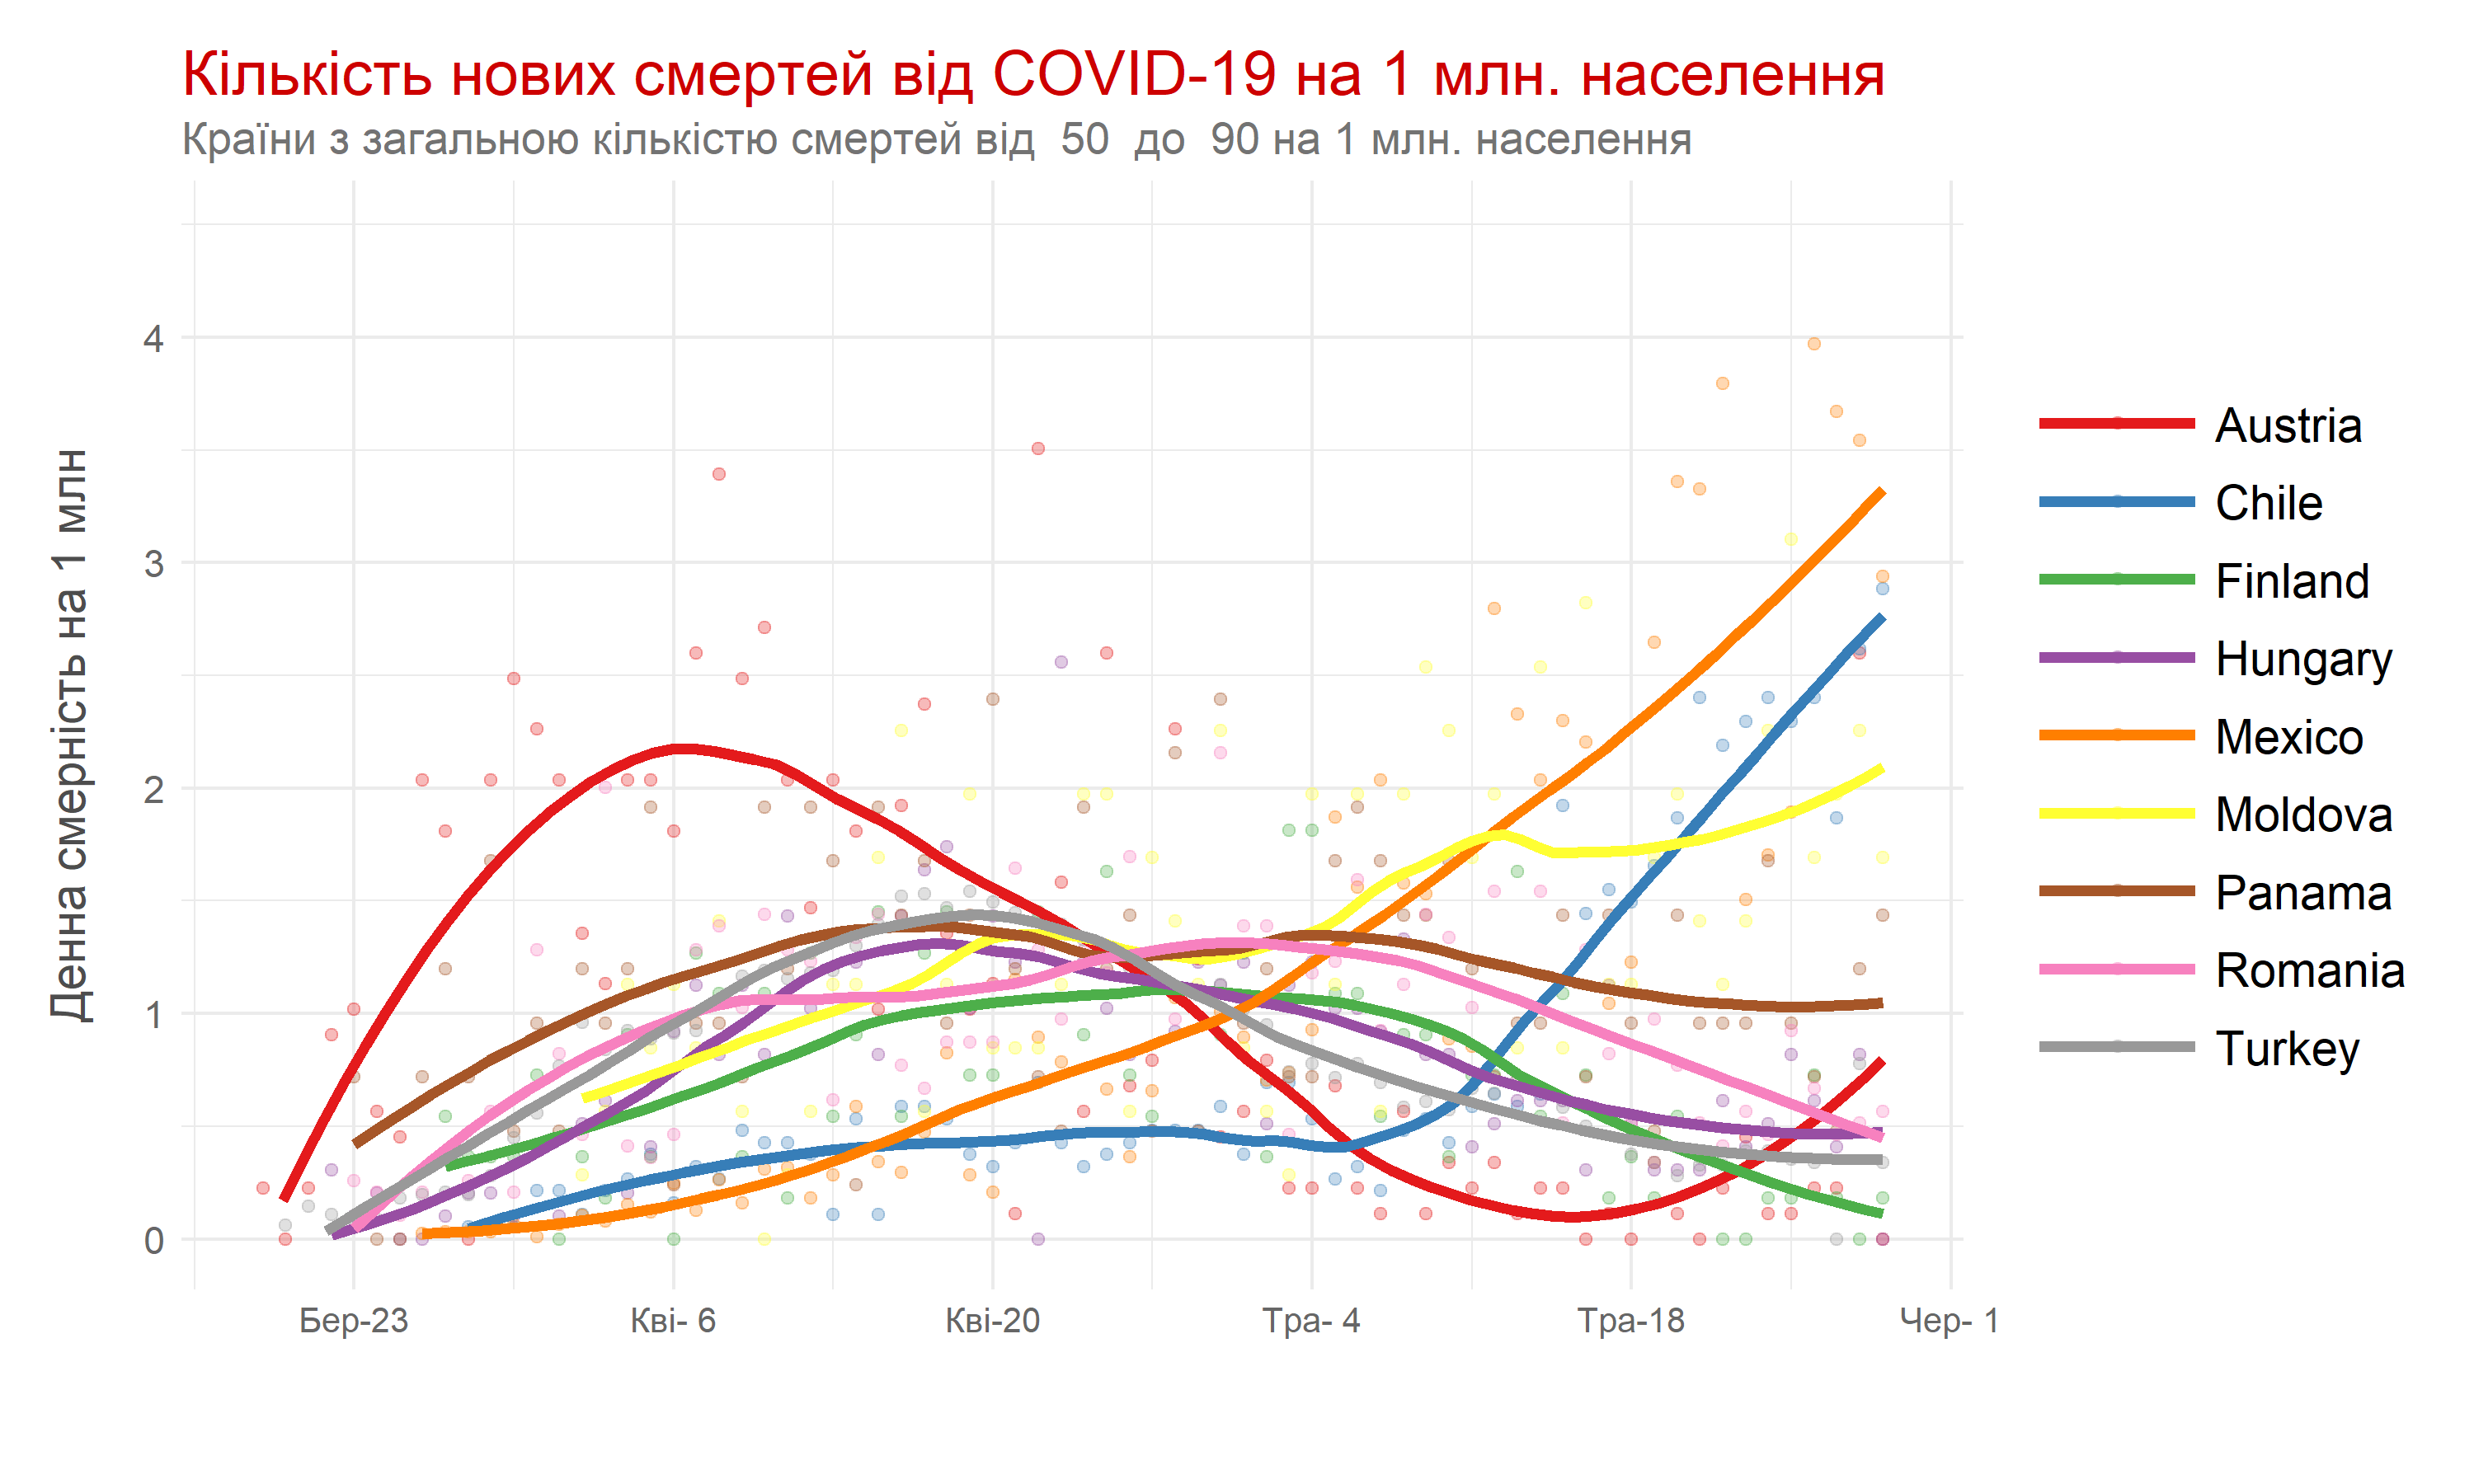 Кількість нових смертей від COVID-19 на 1 млн. населення
Країни з загальною кількістю смертей від  50  до  90 на 1 млн. населення
Денна смерність на 1 млн
4
3
2
1
0
Бер-23
Кві- 6
Кві-20
Тра- 4
Тра-18
Чер- 1
Austria
Chile
Finland
Hungary
Mexico
Moldova
Panama
Romania
Turkey